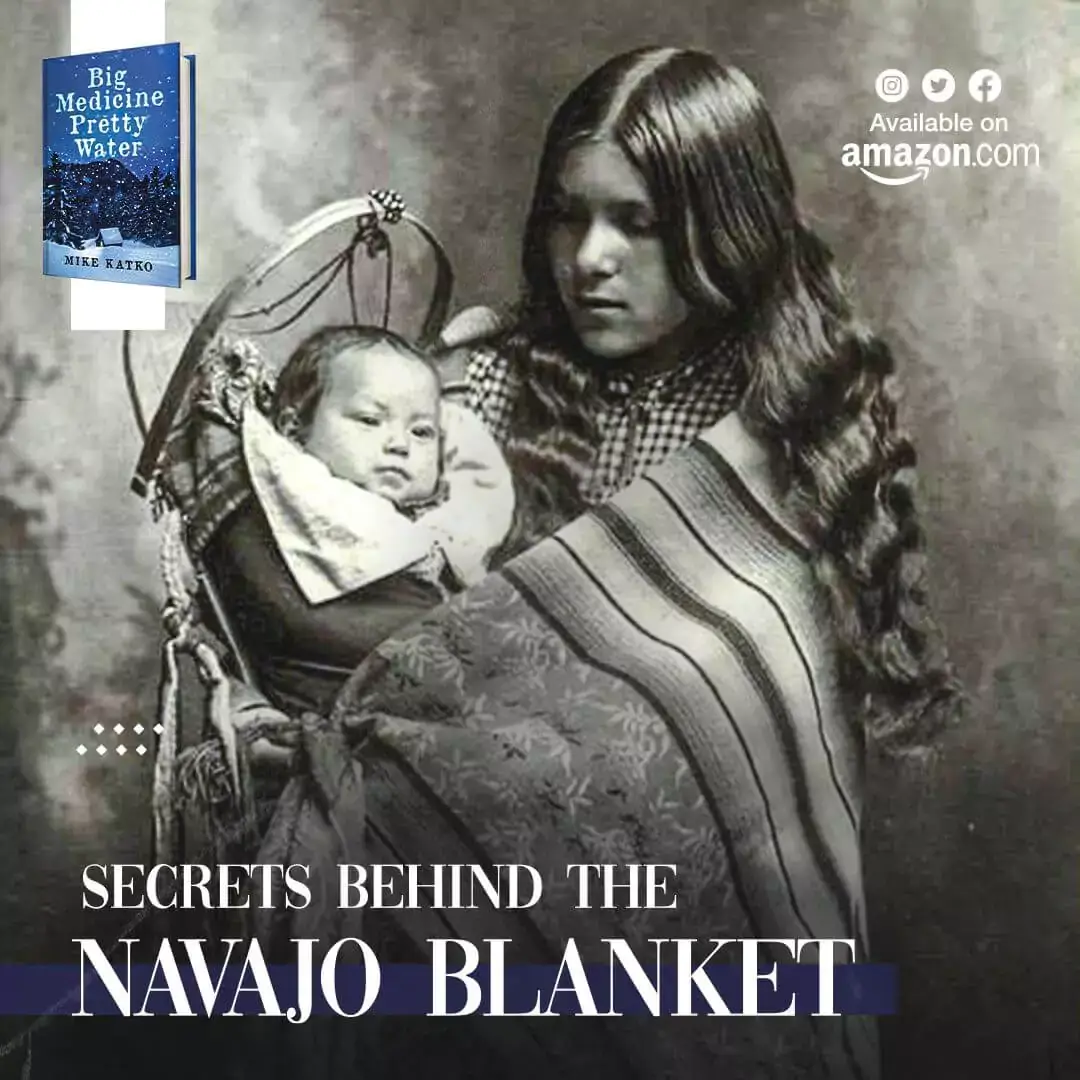 Big
Medicine
Pretty
Water
MIKE KATKO
Available on
amazon.com
SECRETS BEHIND THE
NAVAJO BLANKET